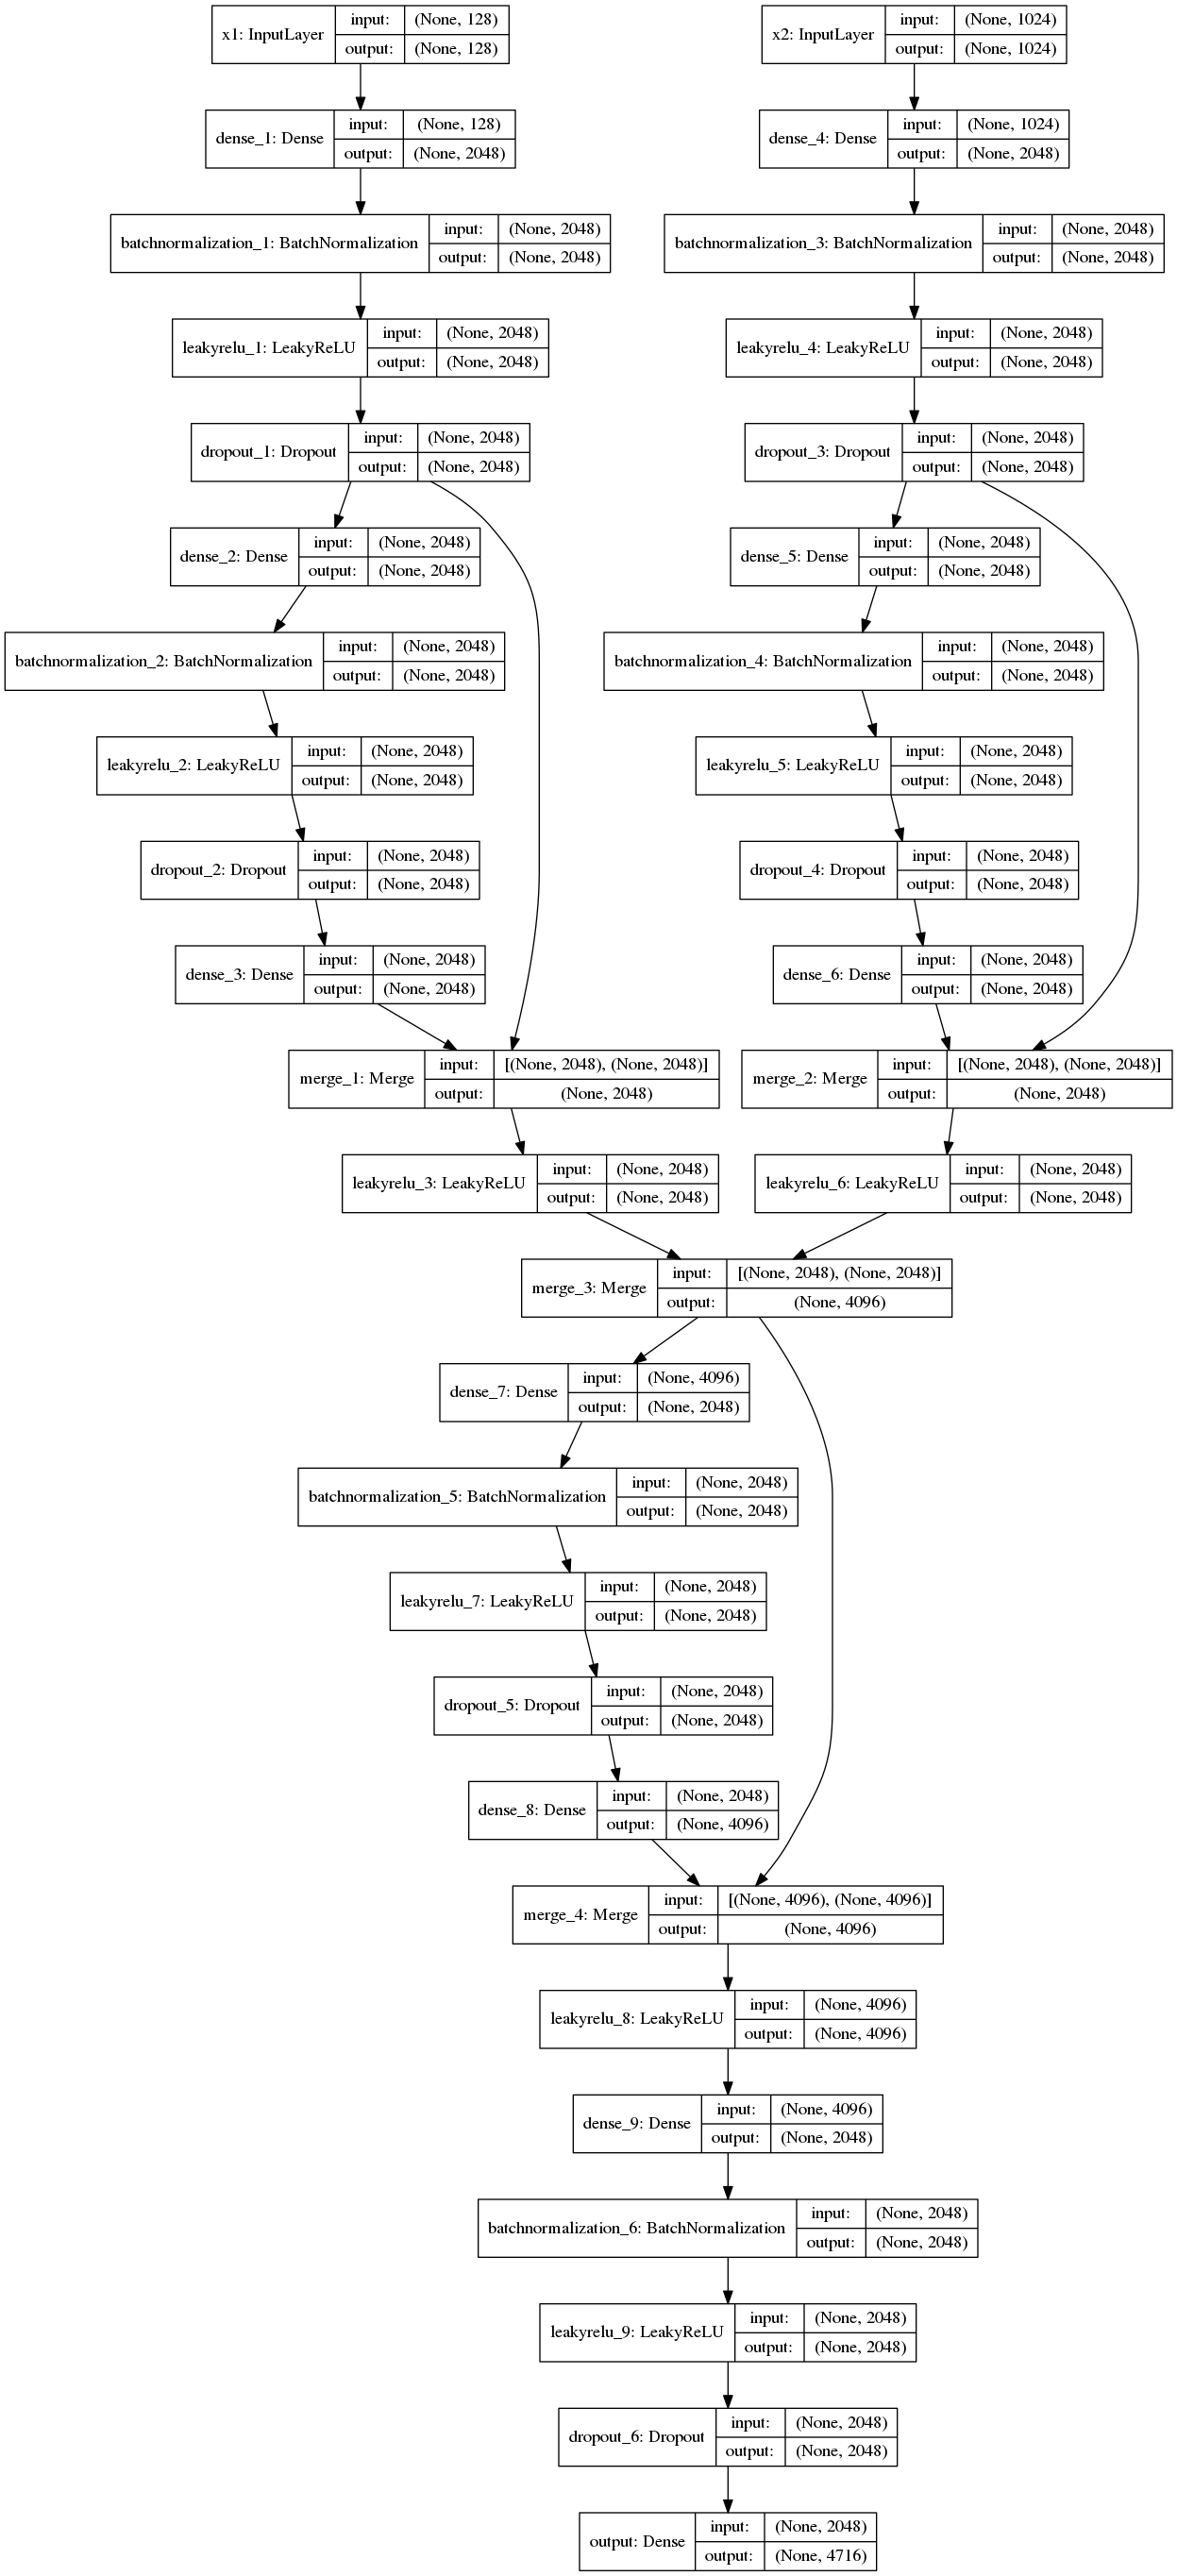 x1: InputLayer
input: (None, 128)
output: (None, 128)
x2: InputLayer
input: (None, 1024)
output: (None, 1024)
dense_1: Dense
input: (None, 128)
output: (None, 2048)
dense_4: Dense
input: (None, 1024)
output: (None, 2048)
batchnormalization_1: BatchNormalization
input: (None, 2048)
output: (None, 2048)
batchnormalization_3: BatchNormalization
input: (None, 2048)
output: (None, 2048)
leakyrelu_1: LeakyReLU
input: (None, 2048)
output: (None, 2048)
leakyrelu_4: LeakyReLU
input: (None, 2048)
output: (None, 2048)
dropout_1: Dropout
input: (None, 2048)
output: (None, 2048)
dropout_3: Dropout
input: (None, 2048)
output: (None, 2048)
dense_2: Dense
input: (None, 2048)
output: (None, 2048)
dense_5: Dense
input: (None, 2048)
output: (None, 2048)
batchnormalization_2: BatchNormalization
input: (None, 2048)
output: (None, 2048)
batchnormalization_4: BatchNormalization
input: (None, 2048)
output: (None, 2048)
leakyrelu_2: LeakyReLU
input: (None, 2048)
output: (None, 2048)
leakyrelu_5: LeakyReLU
input: (None, 2048)
output: (None, 2048)
dropout_2: Dropout
input: (None, 2048)
output: (None, 2048)
dropout_4: Dropout
input: (None, 2048)
output: (None, 2048)
dense_3: Dense
input: (None, 2048)
output: (None, 2048)
dense_6: Dense
input: (None, 2048)
output: (None, 2048)
merge_1: Merge
input: [(None, 2048), (None, 2048)]
output: (None, 2048)
merge_2: Merge
input: [(None, 2048), (None, 2048)]
output: (None, 2048)
leakyrelu_3: LeakyReLU
input: (None, 2048)
output: (None, 2048)
leakyrelu_6: LeakyReLU
input: (None, 2048)
output: (None, 2048)
merge_3: Merge
input: [(None, 2048), (None, 2048)]
output: (None, 4096)
dense_7: Dense
input: (None, 4096)
output: (None, 2048)
batchnormalization_5: BatchNormalization
input: (None, 2048)
output: (None, 2048)
leakyrelu_7: LeakyReLU
input: (None, 2048)
output: (None, 2048)
dropout_5: Dropout
input: (None, 2048)
output: (None, 2048)
dense_8: Dense
input: (None, 2048)
output: (None, 4096)
merge_4: Merge
input: [(None, 4096), (None, 4096)]
output: (None, 4096)
leakyrelu_8: LeakyReLU
input: (None, 4096)
output: (None, 4096)
dense_9: Dense
input: (None, 4096)
output: (None, 2048)
batchnormalization_6: BatchNormalization
input: (None, 2048)
output: (None, 2048)
leakyrelu_9: LeakyReLU
input: (None, 2048)
output: (None, 2048)
dropout_6: Dropout
input: (None, 2048)
output: (None, 2048)
output: Dense
input: (None, 2048)
output: (None, 4716)